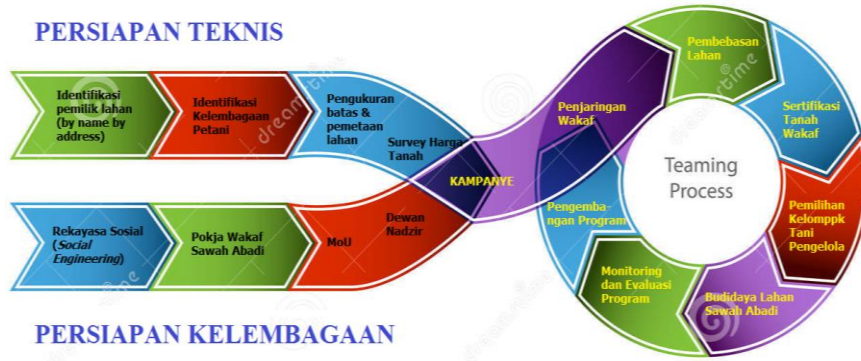 PERSIAPAN TEKNIS
Identifikasi
pemilik lahan
(by name by
address)
Identifikasi
Kelembagaan
Petani
Pengukuran
batas &
pemetaan
lahan
Survey Harga
Tanah
KAMPANYE
Penjaringan
Wakaf
Pembebasan
Lahan
Sertifikasi
Tanah
Wakaf
Pemilihan
Kelomppk
Tani
Pengelola
Budidaya Lahan
Sawah Abadi
Monitoring
dan Evaluasi
Program
Pengemba-
ngan Program
Teaming
Process
Rekayasa Sosial
(Social
Engineering)
Pokja Wakaf
Sawah Abadi
MoU
Dewan
Nadzir
PERSIAPAN KELEMBAGAAN
dreamstime
dreamstime
dreamstime